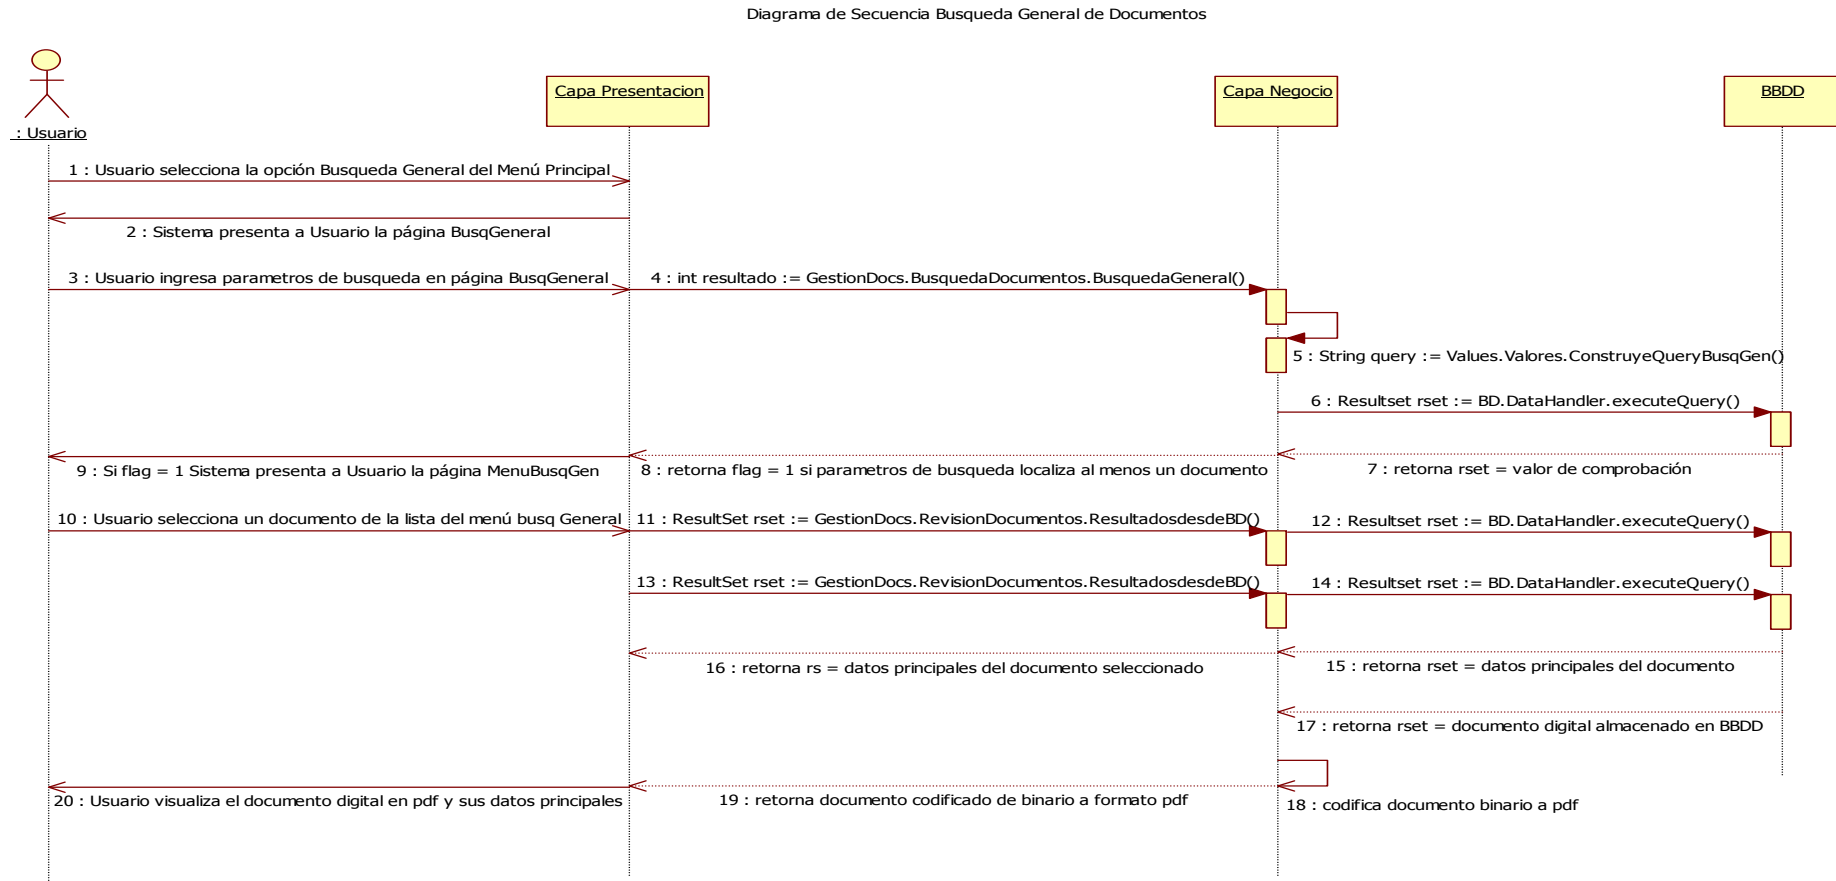 Diagrama de Secuencia Busqueda General de Documentos
: Usuario
Capa Presentacion
Capa Negocio
BBDD
1 : Usuario selecciona la opción Busqueda General del Menú Principal
2 : Sistema presenta a Usuario la página BusqGeneral
3 : Usuario ingresa parametros de busqueda en página BusqGeneral
4 : int resultado := GestionDocs.BusquedaDocumentos.BusquedaGeneral()
5 : String query := Values.Valores.ConstruyeQueryBusqGen()
6 : Resultset rset := BD.DataHandler.executeQuery()
7 : retorna rset = valor de comprobación
8 : retorna flag = 1 si parametros de busqueda localiza al menos un documento
9 : Si flag = 1 Sistema presenta a Usuario la página MenuBusqGen
10 : Usuario selecciona un documento de la lista del menú busq General
11 : ResultSet rset := GestionDocs.RevisionDocumentos.ResultadosdesdeBD()
12 : Resultset rset := BD.DataHandler.executeQuery()
13 : ResultSet rset := GestionDocs.RevisionDocumentos.ResultadosdesdeBD()
14 : Resultset rset := BD.DataHandler.executeQuery()
15 : retorna rset = datos principales del documento
16 : retorna rs = datos principales del documento seleccionado
17 : retorna rset = documento digital almacenado en BBDD
18 : codifica documento binario a pdf
19 : retorna documento codificado de binario a formato pdf
20 : Usuario visualiza el documento digital en pdf y sus datos principales